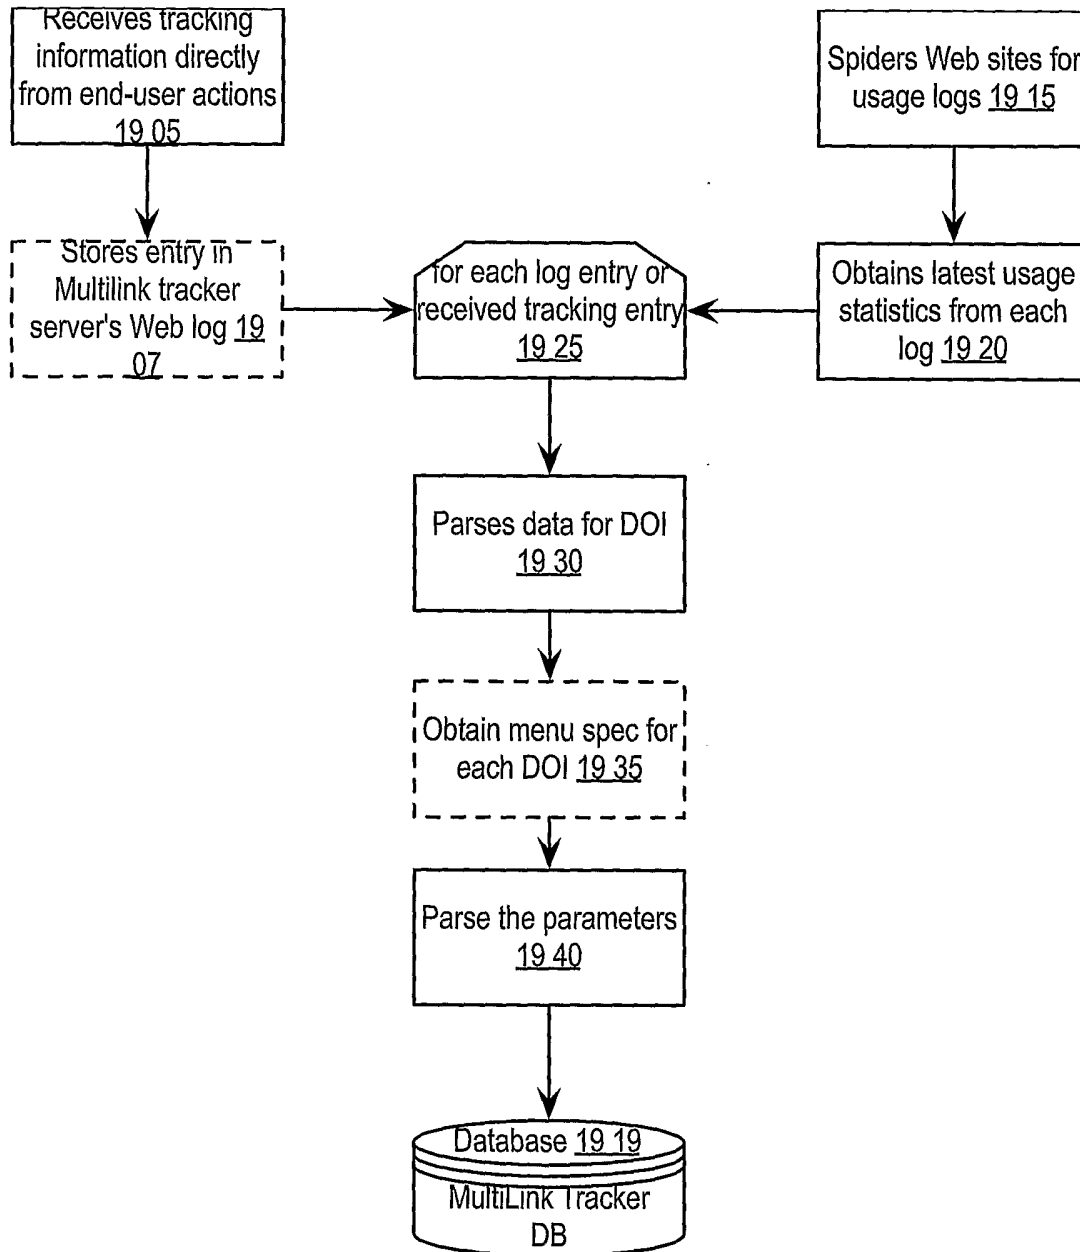 Receives tracking
information directly
from end-user actions
19 05
Spiders Web sites for
usage logs 19 15
Stores entry in
Multilink tracker
server's Web log 19
07
for each log entry or
received tracking entry
19 25
Obtains latest usage
statistics from each
log 19 20
Parses data for DOI
19 30
Obtain menu spec for
each DOI 19 35
Parse the parameters
19 40
Database 19 19
MultiLink Tracker
DB